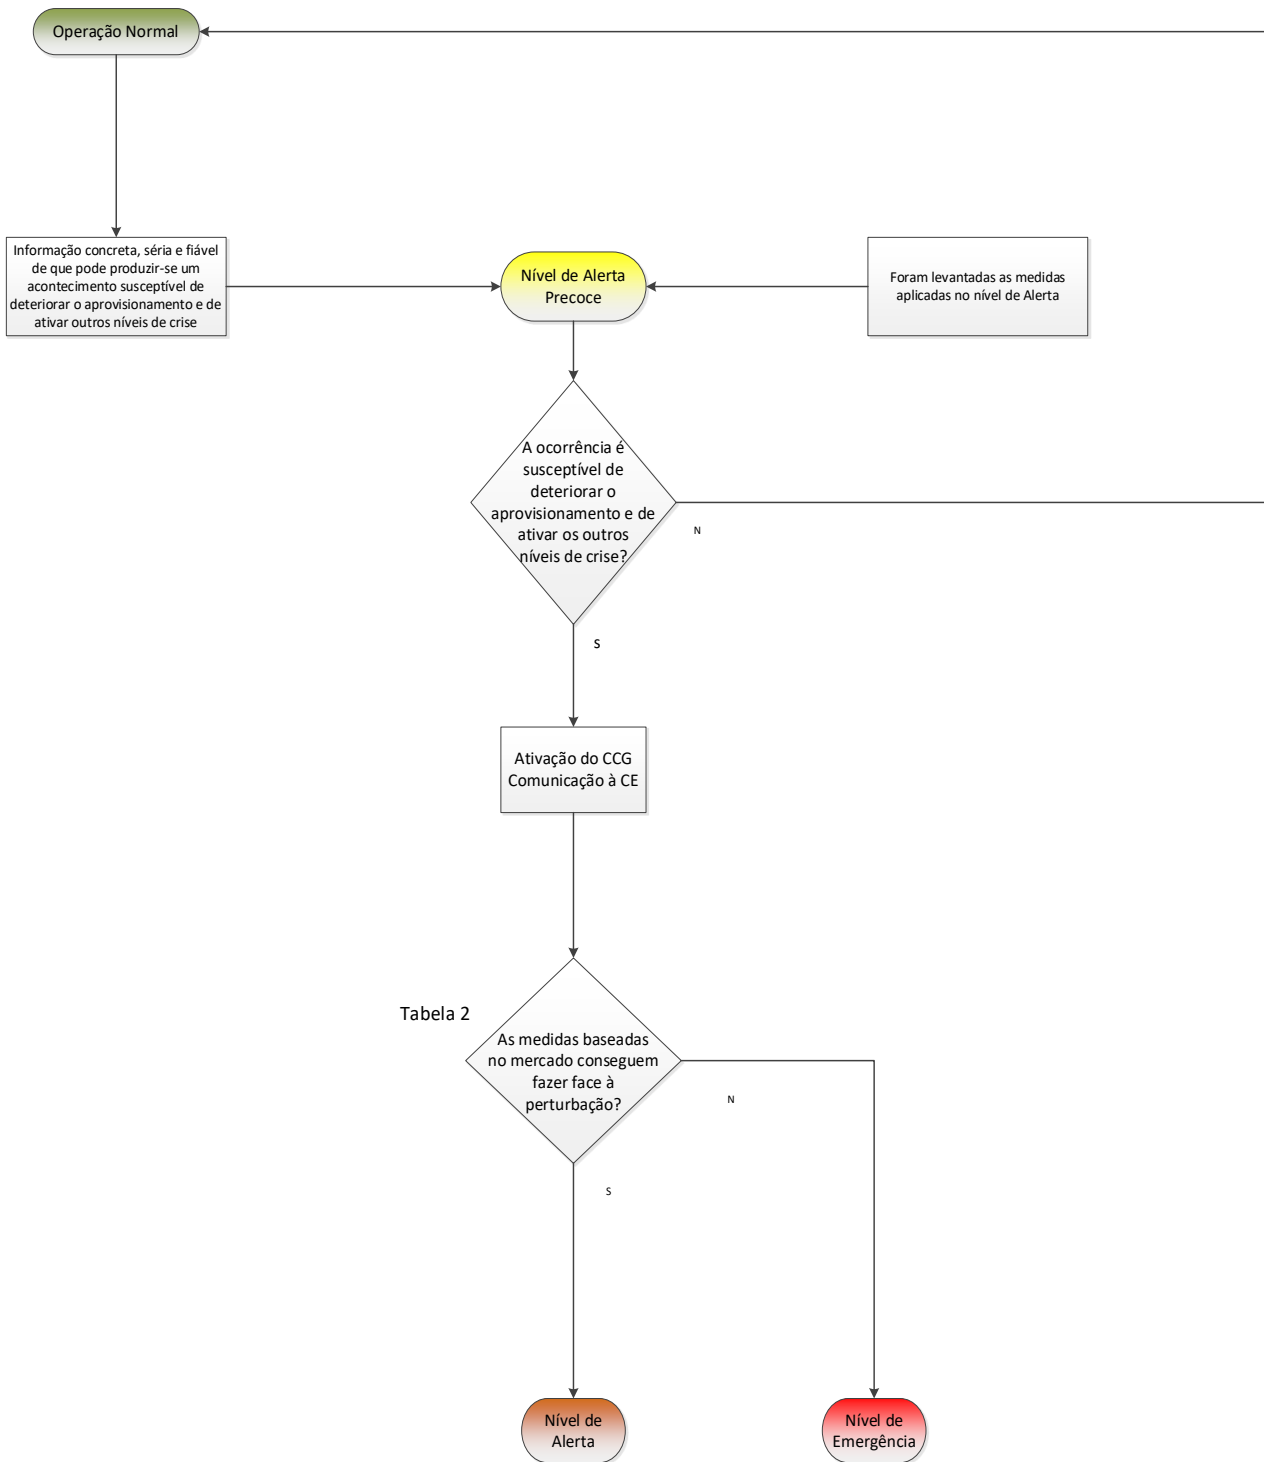 Operação Normal
Informação concreta, séria e fiável
de que pode produzir-se um
acontecimento susceptível de
deteriorar o aprovisionamento e de
ativar outros níveis de crise
Nível de Alerta
Precoce
Foram levantadas as medidas
aplicadas no nível de Alerta
A ocorrência é
susceptível de
deteriorar o
aprovisionamento e de
ativar os outros
níveis de crise?
N
S
Ativação do CCG
Comunicação à CE
Tabela 2
As medidas baseadas
no mercado conseguem
fazer face à
perturbação?
N
S
Nível de
Alerta
Nível de
Emergência